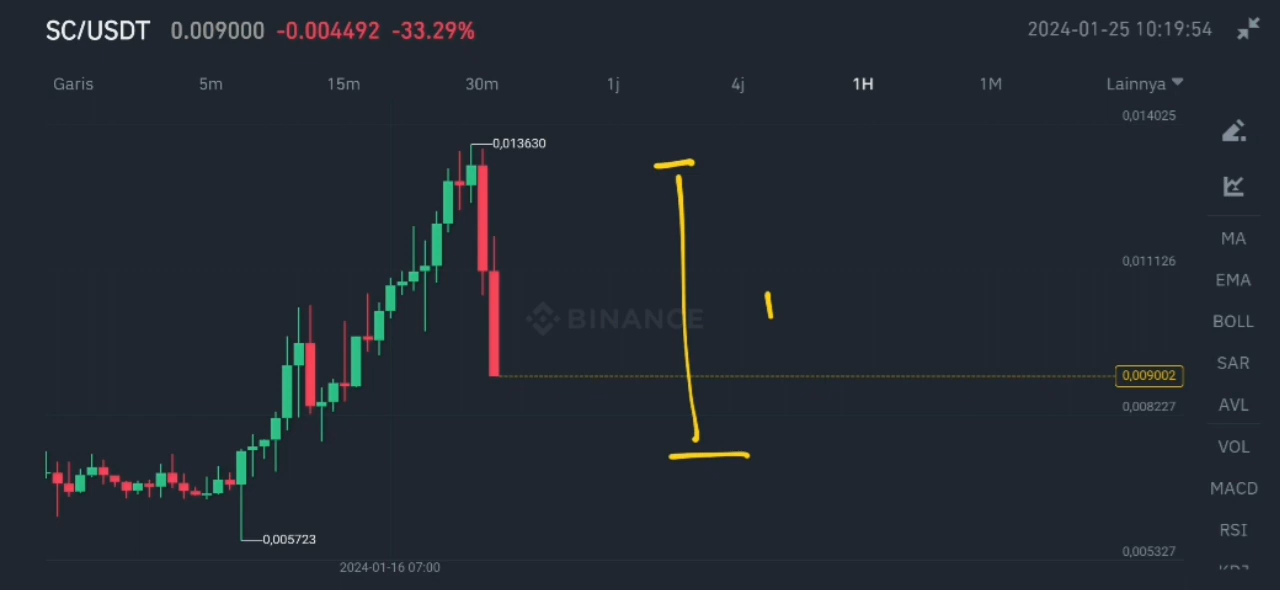 SC/USDT 0.009000 -0.004492 -33.29% 2024-01-25 10:19:54
Garis 5m 15m 30m 1j 4j 1H 1M Lainnya
0,014025
0,013630
MA
0,011126
EMA
BINANCE
BOLL
SAR
0,009002
AVL
0,008227
VOL
MACD
RSI
0,005723
0,005327
2024-01-16 07:00